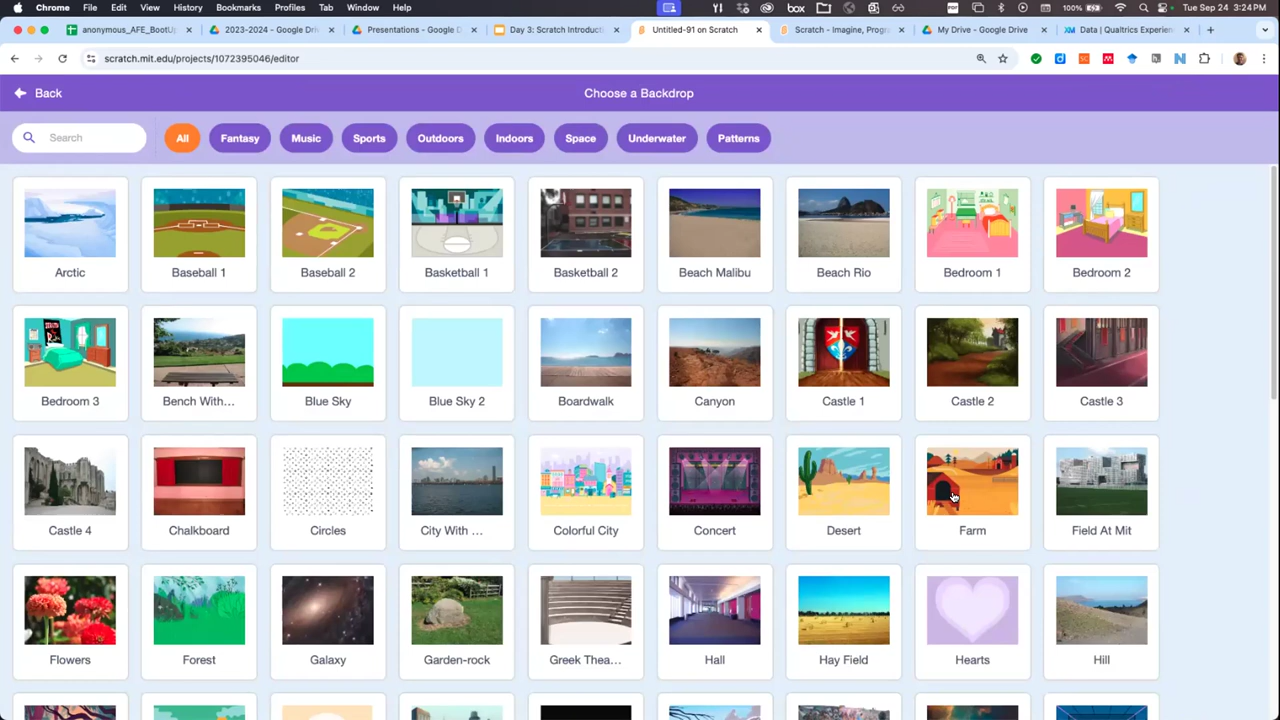 Chrome File Edit View History Bookmarks Profiles Tab Window Help box 100% Tue Sep 24 3:24 PM
anonymous_AFE_BootU 2023-2024 - Google Dri Presentations - Google D Day 3: Scratch Introducti Untitled-91 on Scratch Scratch - Imagine, Progr My Drive - Google Drive XM Data | Qualtrics Experien
scratch.mit.edu/projects/1072395046/editor
Back Choose a Backdrop
Search All Fantasy Music Sports Outdoors Indoors Space Underwater Patterns
Arctic Baseball 1 Baseball 2 Basketball 1 Basketball 2 Beach Malibu Beach Rio Bedroom 1 Bedroom 2
Bedroom 3 Bench With... Blue Sky Blue Sky 2 Boardwalk Canyon Castle 1 Castle 2 Castle 3
Castle 4 Chalkboard Circles City With ... Colorful City Concert Desert Farm Field At Mit
Flowers Forest Galaxy Garden-rock Greek Thea... Hall Hay Field Hearts Hill